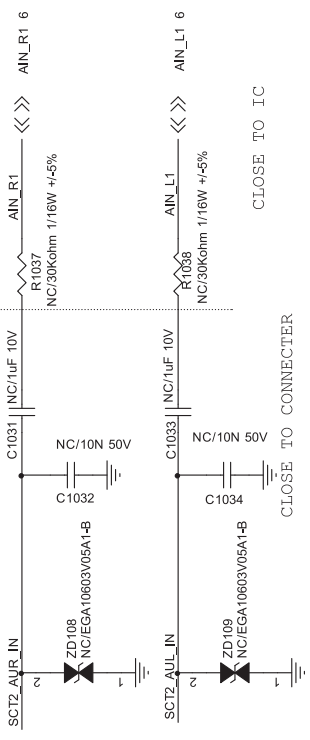 SCT2_AUR_IN
2
ZD108
NC/EGA10603V05A1-B
1
NC/10N 50V
C1032
C1031
NC/1uF 10V
R1037
NC/30Kohm 1/16W +/-5%
AIN_R1
AIN_R1 6
SCT2_AUL_IN
2
ZD109
NC/EGA10603V05A1-B
1
NC/10N 50V
C1034
C1033
NC/1uF 10V
R1038
NC/30Kohm 1/16W +/-5%
AIN_L1
AIN_L1 6
CLOSE TO CONNECTER
CLOSE TO IC